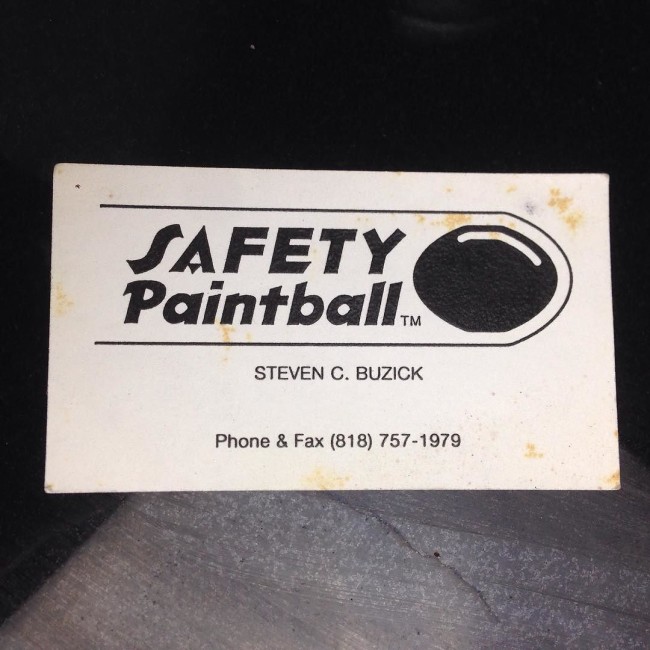 SAFETY
Paintball™
STEVEN C. BUZICK
Phone & Fax (818) 757-1979